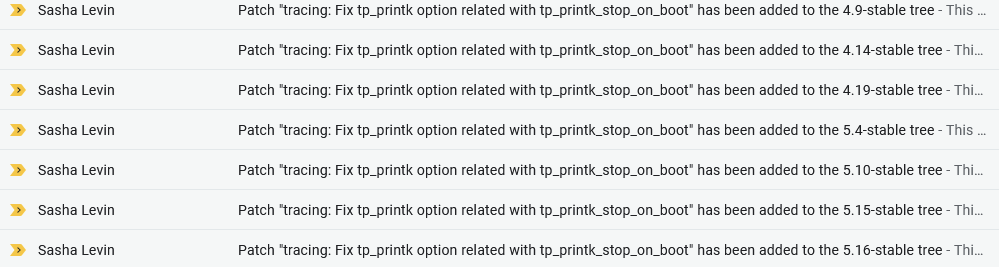 Sasha Levin Patch "tracing: Fix tp_printk option related with tp_printk_stop_on_boot" has been added to the 4.9-stable tree - This ...
Sasha Levin Patch "tracing: Fix tp_printk option related with tp_printk_stop_on_boot" has been added to the 4.14-stable tree - Thi...
Sasha Levin Patch "tracing: Fix tp_printk option related with tp_printk_stop_on_boot" has been added to the 4.19-stable tree - Thi...
Sasha Levin Patch "tracing: Fix tp_printk option related with tp_printk_stop_on_boot" has been added to the 5.4-stable tree - This ...
Sasha Levin Patch "tracing: Fix tp_printk option related with tp_printk_stop_on_boot" has been added to the 5.10-stable tree - Thi...
Sasha Levin Patch "tracing: Fix tp_printk option related with tp_printk_stop_on_boot" has been added to the 5.15-stable tree - Thi...
Sasha Levin Patch "tracing: Fix tp_printk option related with tp_printk_stop_on_boot" has been added to the 5.16-stable tree - Thi...